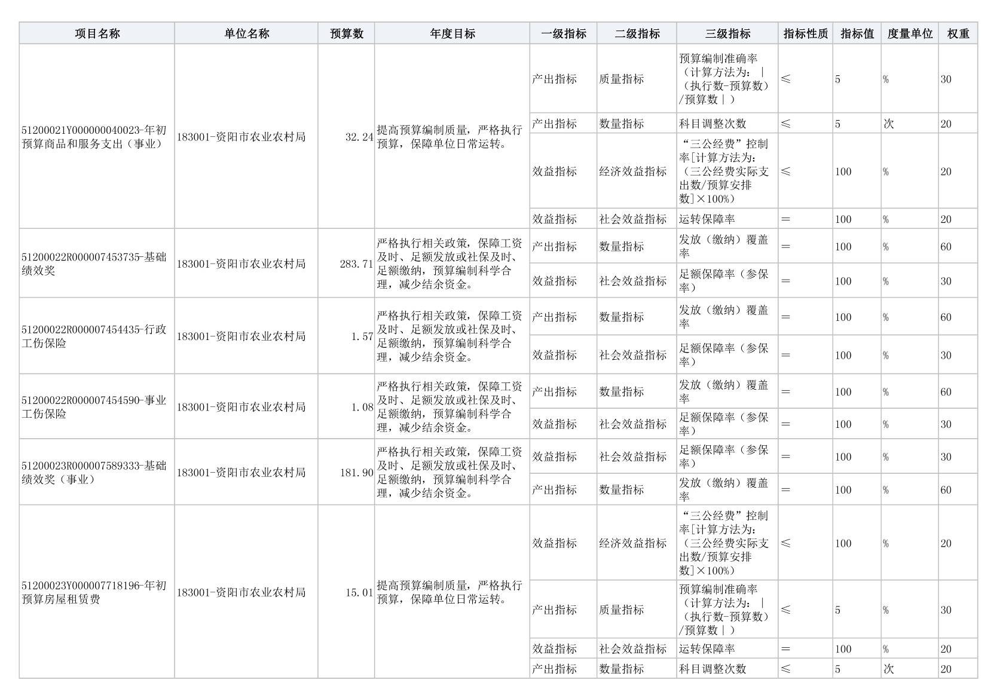 项目名称 单位名称 预算数 年度目标 一级指标 二级指标 三级指标 指标性质 指标值 度量单位 权重
51200021Y000000040023-年初
预算商品和服务支出（事业）
183001-资阳市农业农村局
32.24
提高预算编制质量，严格执行
预算，保障单位日常运转。
产出指标 质量指标
预算编制准确率
（计算方法为：｜
（执行数-预算数）
/预算数｜）
≤ 5 % 30
产出指标 数量指标 科目调整次数 ≤ 5 次 20
效益指标 经济效益指标
“三公经费”控制
率[计算方法为：
（三公经费实际支
出数/预算安排
数]×100%）
≤ 100 % 20
效益指标 社会效益指标 运转保障率 ＝ 100 % 20
51200022R000007453735-基础
绩效奖
183001-资阳市农业农村局
283.71
严格执行相关政策，保障工资
及时、足额发放或社保及时、
足额缴纳，预算编制科学合
理，减少结余资金。
产出指标 数量指标
发放（缴纳）覆盖
率
＝ 100 % 60
效益指标 社会效益指标
足额保障率（参保
率）
＝ 100 % 30
51200022R000007454435-行政
工伤保险
183001-资阳市农业农村局
1.57
严格执行相关政策，保障工资
及时、足额发放或社保及时、
足额缴纳，预算编制科学合
理，减少结余资金。
产出指标 数量指标
发放（缴纳）覆盖
率
＝ 100 % 60
效益指标 社会效益指标
足额保障率（参保
率）
＝ 100 % 30
51200022R000007454590-事业
工伤保险
183001-资阳市农业农村局
1.08
严格执行相关政策，保障工资
及时、足额发放或社保及时、
足额缴纳，预算编制科学合
理，减少结余资金。
产出指标 数量指标
发放（缴纳）覆盖
率
＝ 100 % 60
效益指标 社会效益指标
足额保障率（参保
率）
＝ 100 % 30
51200023R000007589333-基础
绩效奖（事业）
183001-资阳市农业农村局
181.90
严格执行相关政策，保障工资
及时、足额发放或社保及时、
足额缴纳，预算编制科学合
理，减少结余资金。
效益指标 社会效益指标
足额保障率（参保
率）
＝ 100 % 30
产出指标 数量指标
发放（缴纳）覆盖
率
＝ 100 % 60
51200023Y000007718196-年初
预算房屋租赁费
183001-资阳市农业农村局
15.01
提高预算编制质量，严格执行
预算，保障单位日常运转。
效益指标 经济效益指标
“三公经费”控制
率[计算方法为：
（三公经费实际支
出数/预算安排
数]×100%）
≤ 100 % 20
产出指标 质量指标
预算编制准确率
（计算方法为：｜
（执行数-预算数）
/预算数｜）
≤ 5 % 30
效益指标 社会效益指标 运转保障率 ＝ 100 % 20
产出指标 数量指标 科目调整次数 ≤ 5 次 20